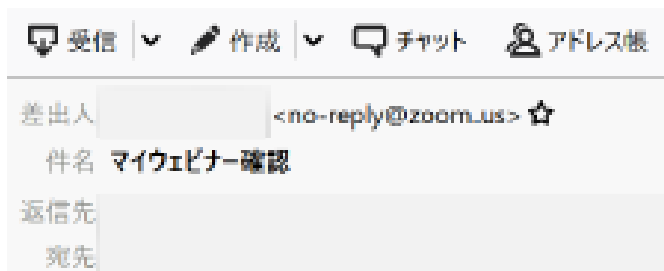 受信 作成 チャット アドレス帳
差出人 <no-reply@zoom.us>
件名 マイウェビナー確認
返信先
宛先